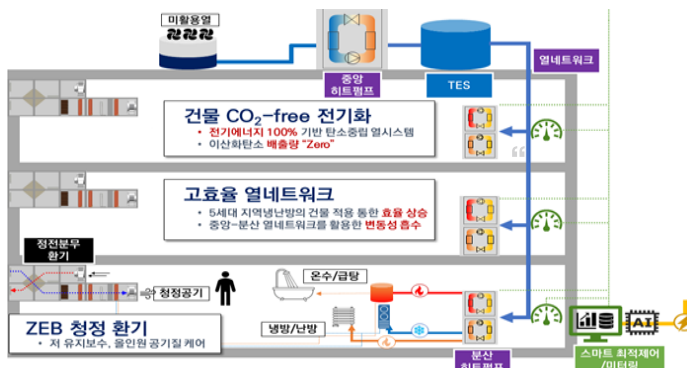 미활용열
중앙
히트펌프
TES
열네트워크
건물 CO₂-free 전기화
• 전기에너지 100% 기반 탄소중립 열시스템
• 이산화탄소 배출량 “Zero”
고효율 열네트워크
• 5세대 지역냉난방의 건물 적용 통한 효율 상승
• 중앙-분산 열네트워크를 활용한 변동성 흡수
정전분무
환기
청정공기
온수/급탕
냉방/난방
ZEB 청정 환기
• 저 유지보수, 올인원 공기질 케어
분산
히트펌프
AI
스마트 최적제어
/미터링